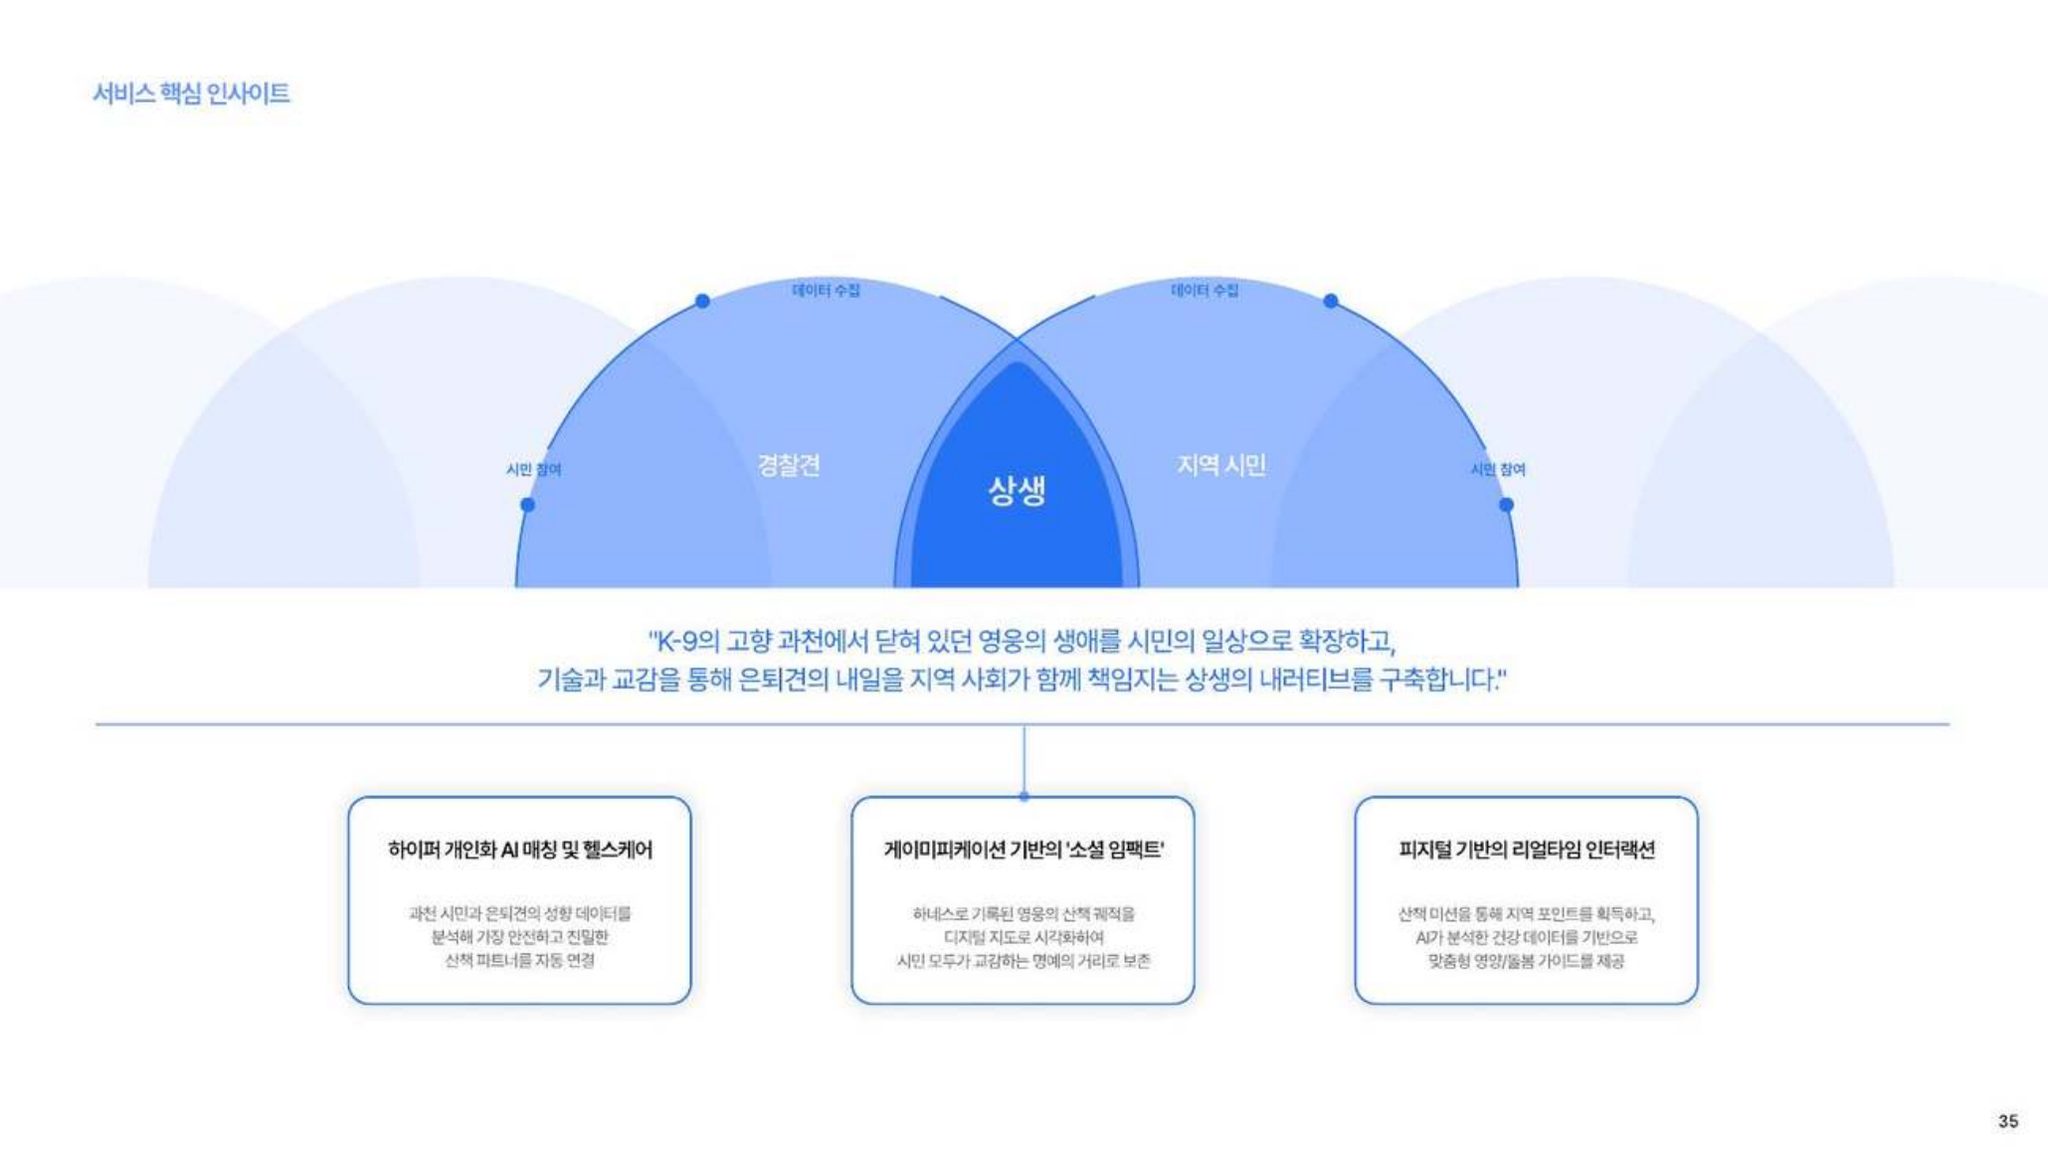 서비스 핵심 인사이트
데이터 수집
데이터 수집
시민 참여
경찰견
상생
지역 시민
시민 참여
"K-9의 고향 과천에서 닫혀 있던 영웅의 생애를 시민의 일상으로 확장하고,
기술과 교감을 통해 은퇴견의 내일을 지역 사회가 함께 책임지는 상생의 내러티브를 구축합니다."
하이퍼 개인화 AI 매칭 및 헬스케어
과천 시민과 은퇴견의 성향 데이터를
분석해 가장 안전하고 친밀한
산책 파트너를 자동 연결
게이미피케이션 기반의 '소셜 임팩트'
하네스로 기록된 영웅의 산책 궤적을
디지털 지도로 시각화하여
시민 모두가 교감하는 명예의 거리로 보존
피지털 기반의 리얼타임 인터랙션
산책 미션을 통해 지역 포인트를 획득하고,
AI가 분석한 건강 데이터를 기반으로
맞춤형 영양/돌봄 가이드를 제공
35